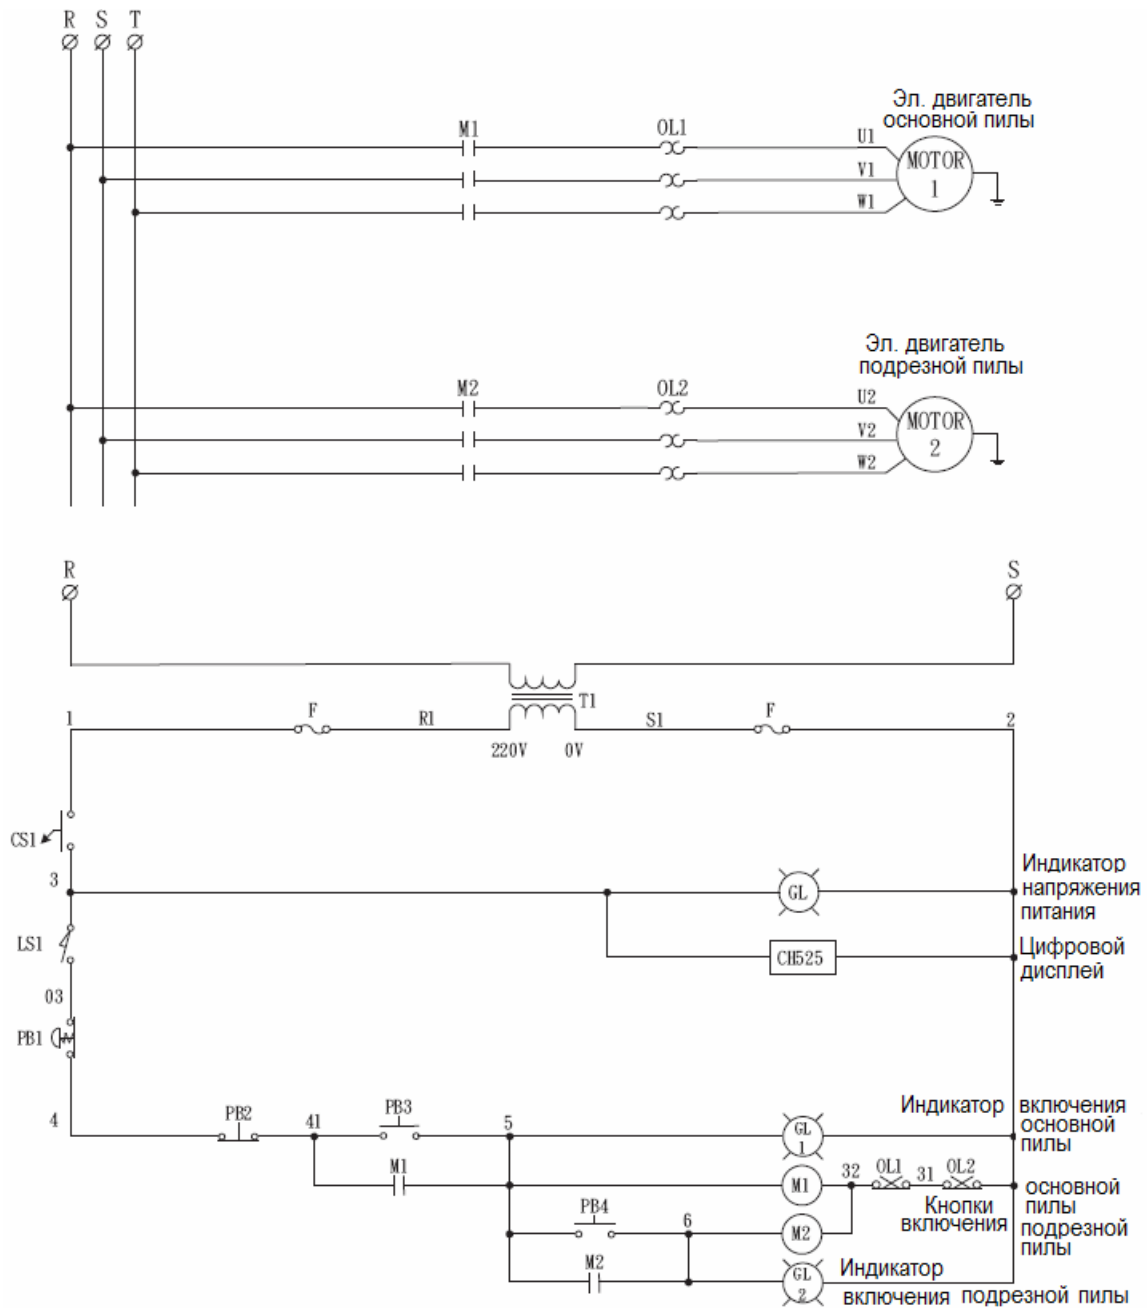 R S T
Эл. двигатель
основной пилы
M1 OL1 U1
V1
W1
MOTOR
1
Эл. двигатель
подрезной пилы
M2 OL2 U2
V2
W2
MOTOR
2
R S
T1
1 F R1 S1 F 2
220V 0V
CS1
3
GL
Индикатор
напряжения
питания
LS1
CH525
Цифровой
дисплей
03
PB1
4 PB2 41 PB3 5
GL
1
Индикатор включения
основной
пилы
M1 M1 32 OL1 31 OL2
основной
пилы
Кнопки
включения
подрезной
пилы
PB4 6 M2
M2
GL
2
Индикатор
включения подрезной пилы